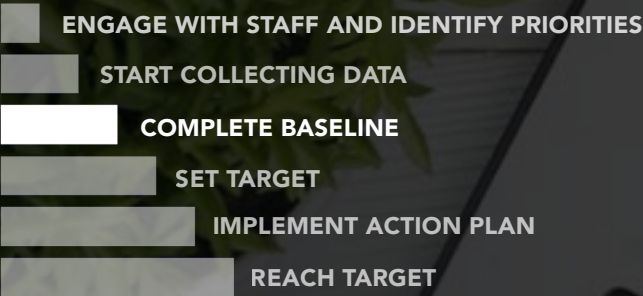 ENGAGE WITH STAFF AND IDENTIFY PRIORITIES
START COLLECTING DATA
COMPLETE BASELINE
SET TARGET
IMPLEMENT ACTION PLAN
REACH TARGET